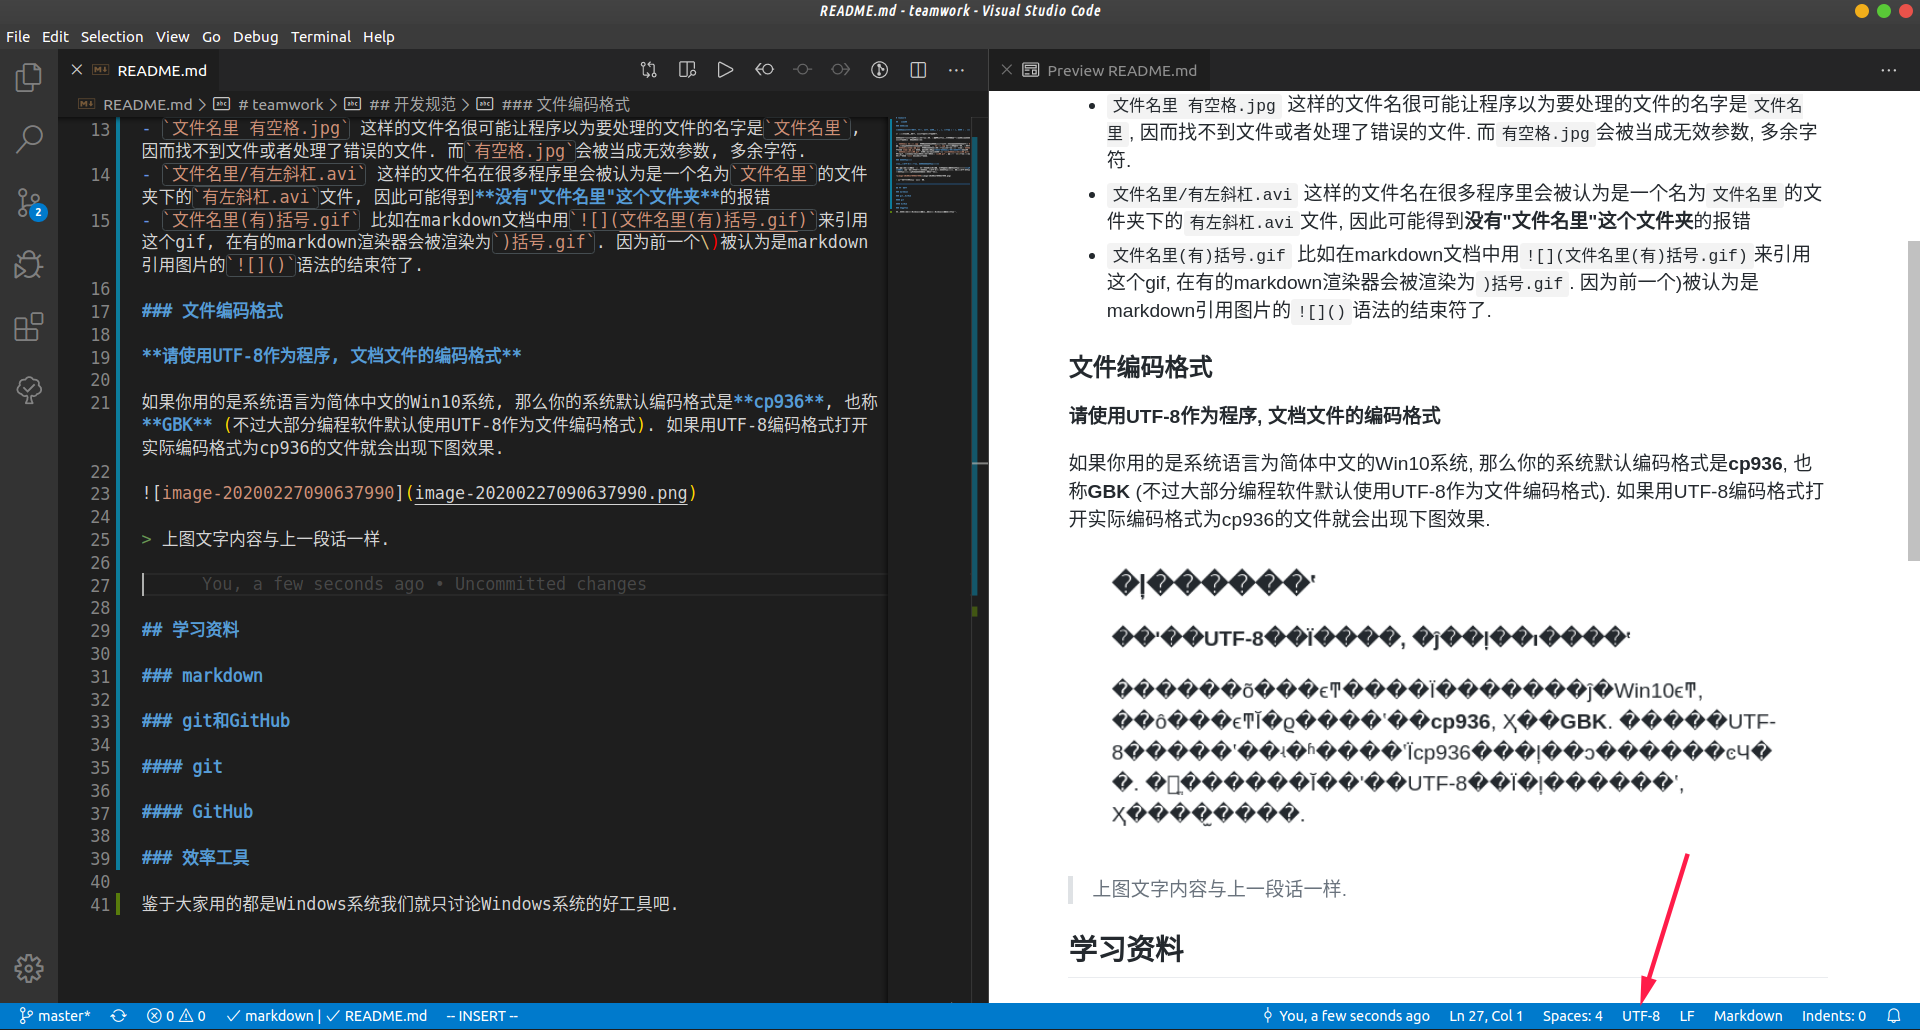 README.md - teamwork - Visual Studio Code
File Edit Selection View Go Debug Terminal Help
README.md
README.md > # teamwork > ## 开发规范 > ### 文件编码格式
13 - `文件名里 有空格.jpg` 这样的文件名很可能让程序以为要处理的文件的名字是`文件名里`,
因而找不到文件或者处理了错误的文件. 而`有空格.jpg`会被当成无效参数, 多余字符.
14 - `文件名里/有左斜杠.avi` 这样的文件名在很多程序里会被认为是一个名为`文件名里`的文件
夹下的`有左斜杠.avi`文件, 因此可能得到**没有"文件名里"这个文件夹**的报错
15 - `文件名里(有)括号.gif` 比如在markdown文档中用`![](文件名里(有)括号.gif)`来引用
这个gif, 在有的markdown渲染器会被渲染为`)括号.gif`. 因为前一个\)被认为是markdown
引用图片的`![]()`语法的结束符了.
16
17 ### 文件编码格式
18
19 **请使用UTF-8作为程序, 文档文件的编码格式**
20
21 如果你用的是系统语言为简体中文的Win10系统, 那么你的系统默认编码格式是**cp936**, 也称
**GBK** (不过大部分编程软件默认使用UTF-8作为文件编码格式). 如果用UTF-8编码格式打开
实际编码格式为cp936的文件就会出现下图效果.
22
23 ![image-20200227090637990](image-20200227090637990.png)
24
25 > 上图文字内容与上一段话一样.
26
27 You, a few seconds ago • Uncommitted changes
28
29 ## 学习资料
30
31 ### markdown
32
33 ### git和GitHub
34
35 #### git
36
37 #### GitHub
38
39 ### 效率工具
40
41 鉴于大家用的都是Windows系统我们就只讨论Windows系统的好工具吧.
Preview README.md
• 文件名里 有空格.jpg 这样的文件名很可能让程序以为要处理的文件的名字是 文件名
里 , 因而找不到文件或者处理了错误的文件. 而 有空格.jpg 会被当成无效参数, 多余字
符.
• 文件名里/有左斜杠.avi 这样的文件名在很多程序里会被认为是一个名为 文件名里 的文
件夹下的 有左斜杠.avi 文件, 因此可能得到没有"文件名里"这个文件夹的报错
• 文件名里(有)括号.gif 比如在markdown文档中用 ![](文件名里(有)括号.gif) 来引用
这个gif, 在有的markdown渲染器会被渲染为 )括号.gif . 因为前一个)被认为是
markdown引用图片的 ![]() 语法的结束符了.
文件编码格式
请使用UTF-8作为程序, 文档文件的编码格式
如果你用的是系统语言为简体中文的Win10系统, 那么你的系统默认编码格式是cp936, 也
称GBK (不过大部分编程软件默认使用UTF-8作为文件编码格式). 如果用UTF-8编码格式打
开实际编码格式为cp936的文件就会出现下图效果.
UTF-8
Win10
cp936, GBK. UTF-
8 cp936
UTF-8
上图文字内容与上一段话一样.
学习资料
2
master* 0 0 markdown | README.md -- INSERT -- You, a few seconds ago Ln 27, Col 1 Spaces: 4 UTF-8 LF Markdown Indents: 0